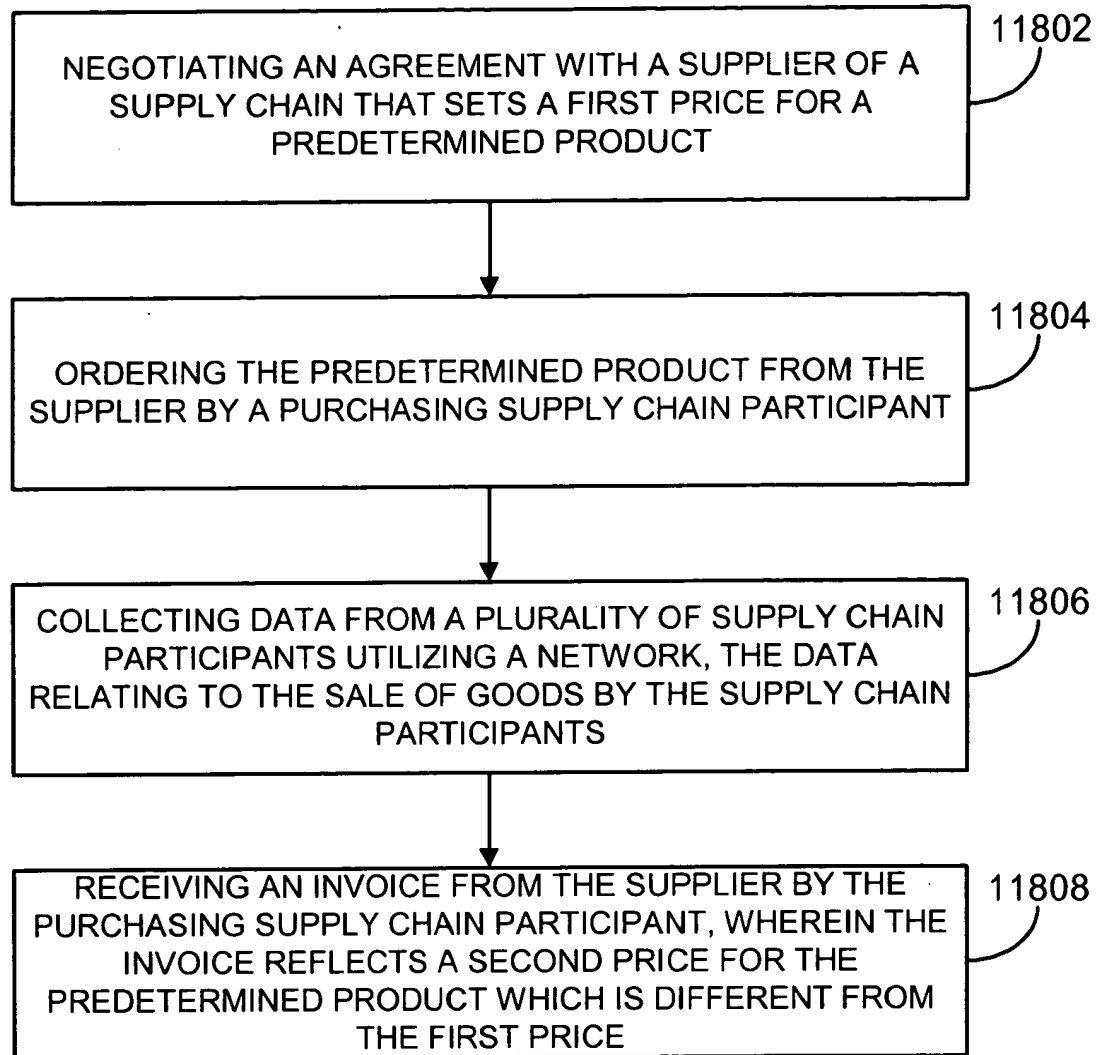 11802
NEGOTIATING AN AGREEMENT WITH A SUPPLIER OF A
SUPPLY CHAIN THAT SETS A FIRST PRICE FOR A
PREDETERMINED PRODUCT
11804
ORDERING THE PREDETERMINED PRODUCT FROM THE
SUPPLIER BY A PURCHASING SUPPLY CHAIN PARTICIPANT
11806
COLLECTING DATA FROM A PLURALITY OF SUPPLY CHAIN
PARTICIPANTS UTILIZING A NETWORK, THE DATA
RELATING TO THE SALE OF GOODS BY THE SUPPLY CHAIN
PARTICIPANTS
11808
RECEIVING AN INVOICE FROM THE SUPPLIER BY THE
PURCHASING SUPPLY CHAIN PARTICIPANT, WHEREIN THE
INVOICE REFLECTS A SECOND PRICE FOR THE
PREDETERMINED PRODUCT WHICH IS DIFFERENT FROM
THE FIRST PRICE